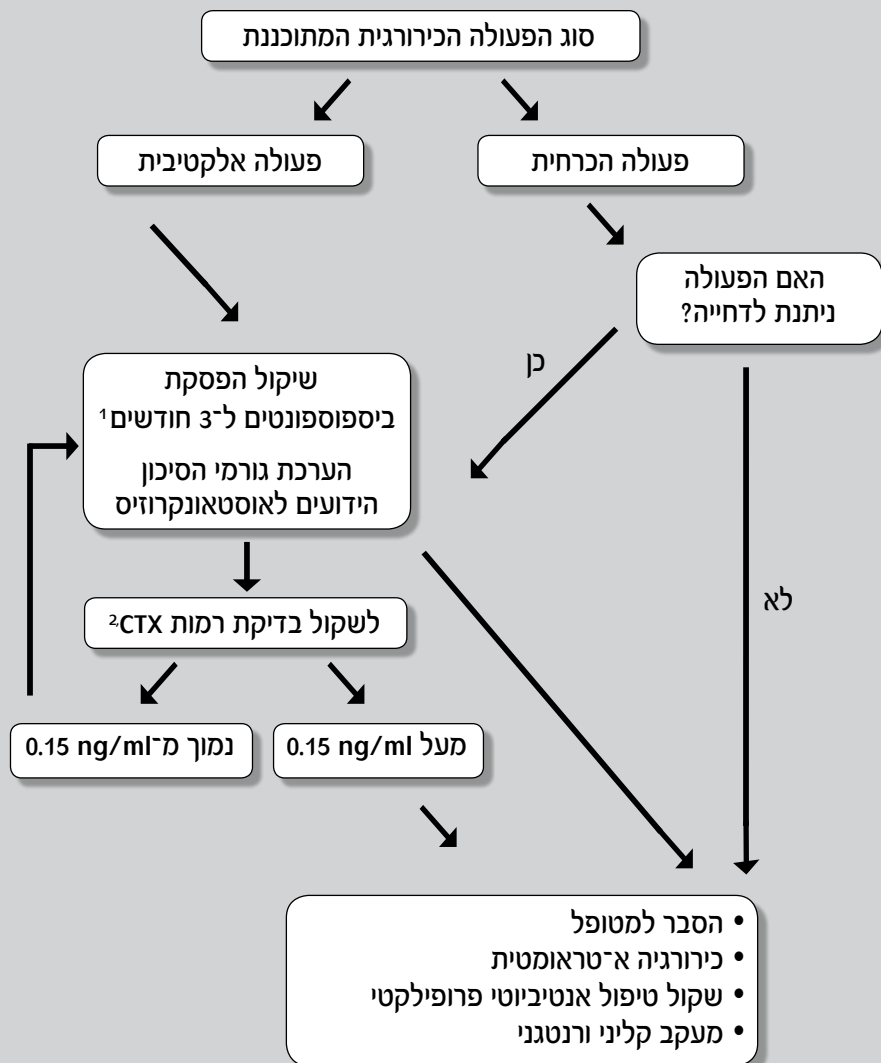 סוג הפעולה הכירורגית המתוכננת
פעולה הכרחית
פעולה אלקטיבית
האם הפעולה
ניתנת לדחייה?
כן
לא
שיקול הפסקת
ביספוספונטים ל־3 חודשים¹
הערכת גורמי הסיכון
הידועים לאוסטאונקרוזיס
לשקול בדיקת רמות CTX²,
מעל 0.15 ng/ml
נמוך מ־0.15 ng/ml
• הסבר למטופל
• כירורגיה א־טראומטית
• שקול טיפול אנטיביוטי פרופילקטי
• מעקב קליני ורנטגני